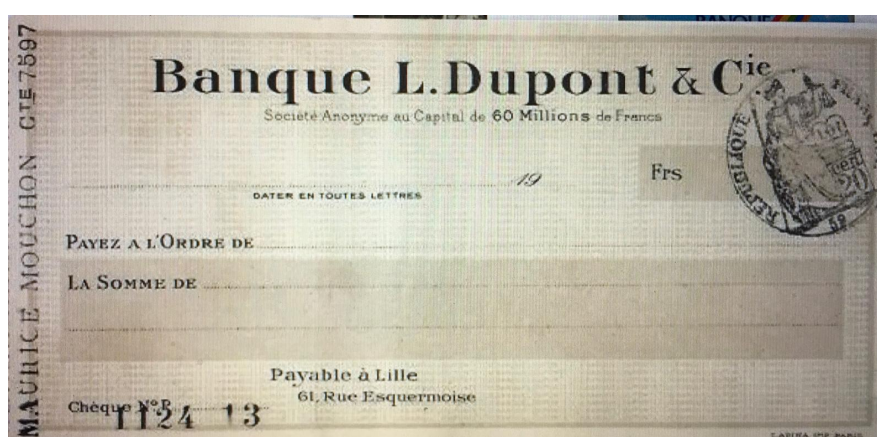 BANQUE
MAURICE MOUCHON CTE 7597
Banque L. Dupont & Cie.
Société Anonyme au Capital de 60 Millions de Francs
19
Frs
DATER EN TOUTES LETTRES
RÉPUBLIQUE
20
PAYEZ A L'ORDRE DE
LA SOMME DE
Payable à Lille
61, Rue Esquermoise
Chèque No. P.
1124 13